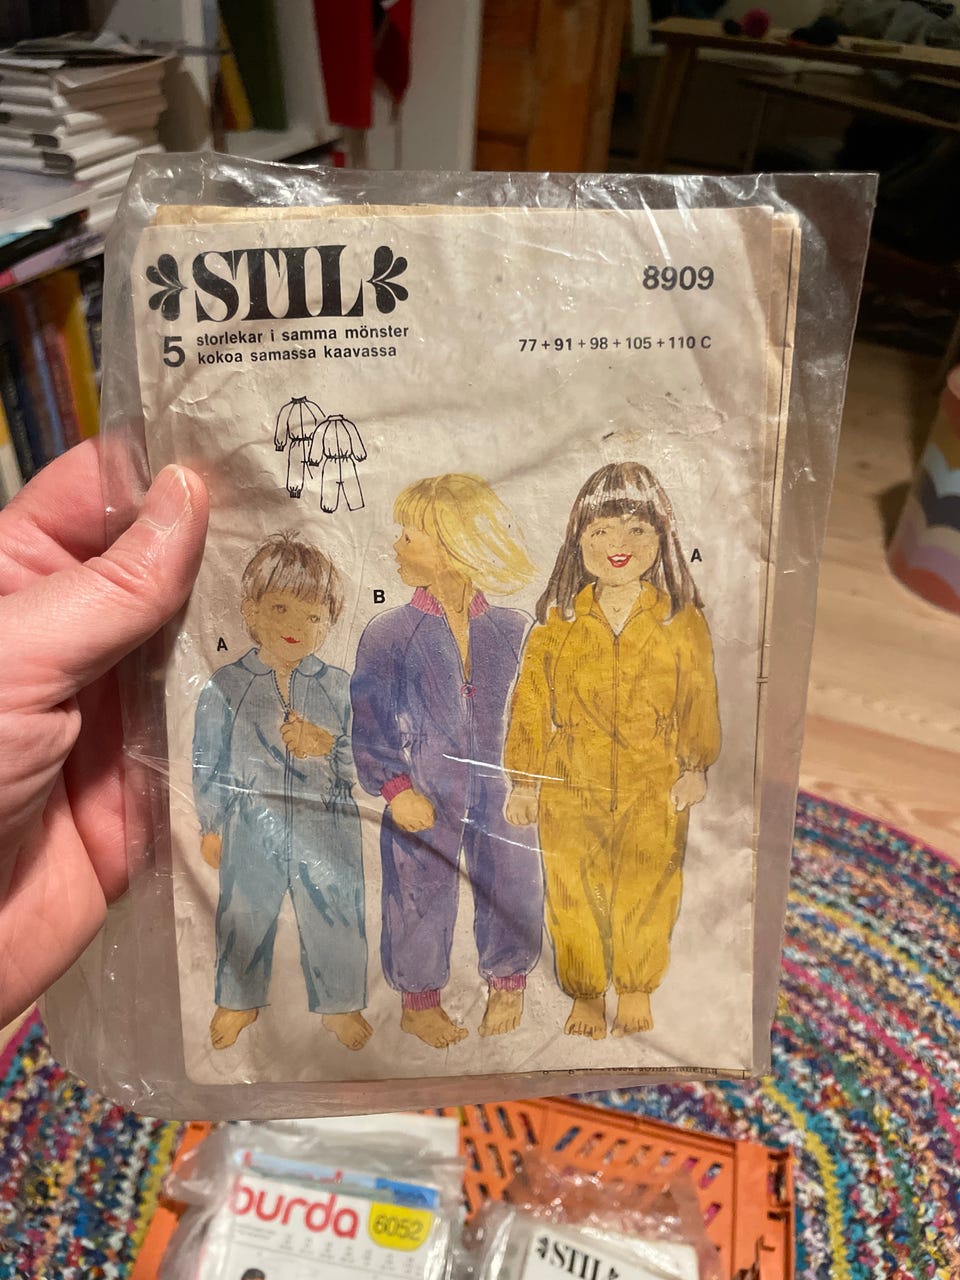 STIL
8909
5 storlekar i samma mönster
kokoa samassa kaavassa
77 + 91 + 98 + 105 + 110 C
A
B
A
burda
6052
STIL